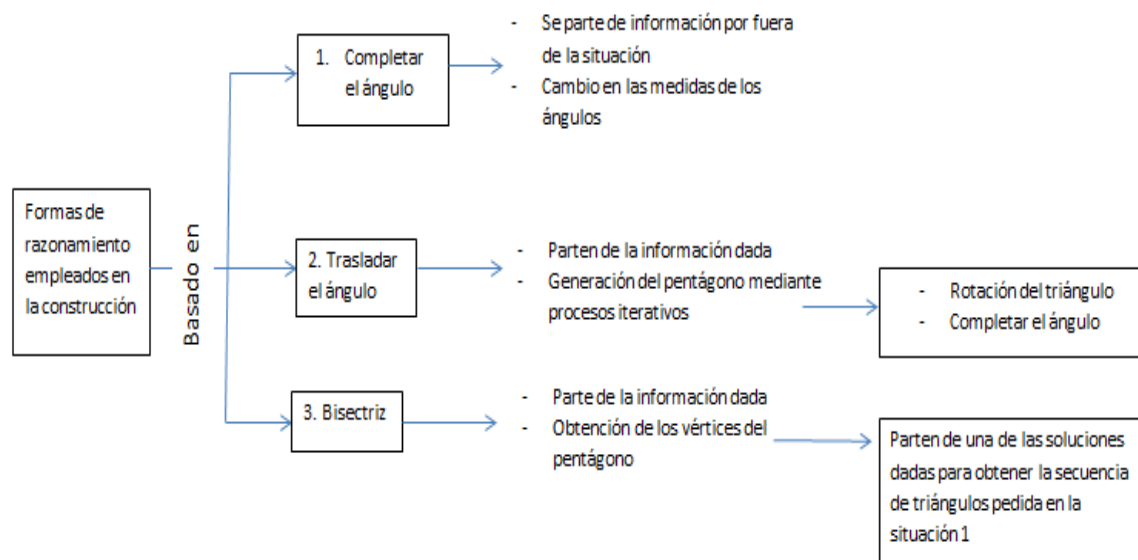 Formas de
razonamiento
empleados en
la construcción
Basado en
1. Completar
el ángulo
- Se parte de información por fuera
de la situación
- Cambio en las medidas de los
ángulos
2. Trasladar
el ángulo
- Parten de la información dada
- Generación del pentágono mediante
procesos iterativos
- Rotación del triángulo
- Completar el ángulo
3. Bisectriz
- Parte de la información dada
- Obtención de los vértices del
pentágono
Parten de una de las soluciones
dadas para obtener la secuencia
de triángulos pedida en la
situación 1